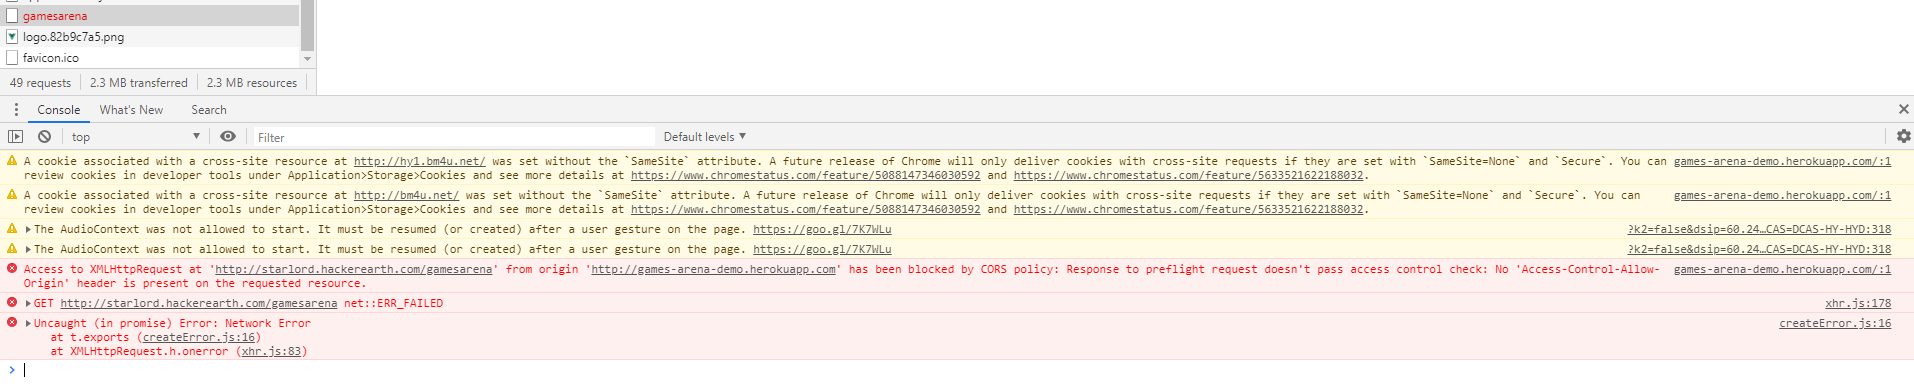 gamesarena
logo.82b9c7a5.png
favicon.ico
49 requests 2.3 MB transferred 2.3 MB resources
Console What's New Search
top Filter Default levels
A cookie associated with a cross-site resource at http://hy1.bm4u.net/ was set without the `SameSite` attribute. A future release of Chrome will only deliver cookies with cross-site requests if they are set with `SameSite=None` and `Secure`. You can games-arena-demo.herokuapp.com/:1
review cookies in developer tools under Application>Storage>Cookies and see more details at https://www.chromestatus.com/feature/5088147346030592 and https://www.chromestatus.com/feature/5633521622188032.
A cookie associated with a cross-site resource at http://bm4u.net/ was set without the `SameSite` attribute. A future release of Chrome will only deliver cookies with cross-site requests if they are set with `SameSite=None` and `Secure`. You can games-arena-demo.herokuapp.com/:1
review cookies in developer tools under Application>Storage>Cookies and see more details at https://www.chromestatus.com/feature/5088147346030592 and https://www.chromestatus.com/feature/5633521622188032.
The AudioContext was not allowed to start. It must be resumed (or created) after a user gesture on the page. https://goo.gl/7K7WLu ?k2=false&dsip=60.24…CAS=DCAS-HY-HYD:318
The AudioContext was not allowed to start. It must be resumed (or created) after a user gesture on the page. https://goo.gl/7K7WLu ?k2=false&dsip=60.24…CAS=DCAS-HY-HYD:318
Access to XMLHttpRequest at 'http://starlord.hackerearth.com/gamesarena' from origin 'http://games-arena-demo.herokuapp.com' has been blocked by CORS policy: Response to preflight request doesn't pass access control check: No 'Access-Control-Allow- games-arena-demo.herokuapp.com/:1
Origin' header is present on the requested resource.
GET http://starlord.hackerearth.com/gamesarena net::ERR_FAILED xhr.js:178
Uncaught (in promise) Error: Network Error createError.js:16
at t.exports (createError.js:16)
at XMLHttpRequest.h.onerror (xhr.js:83)